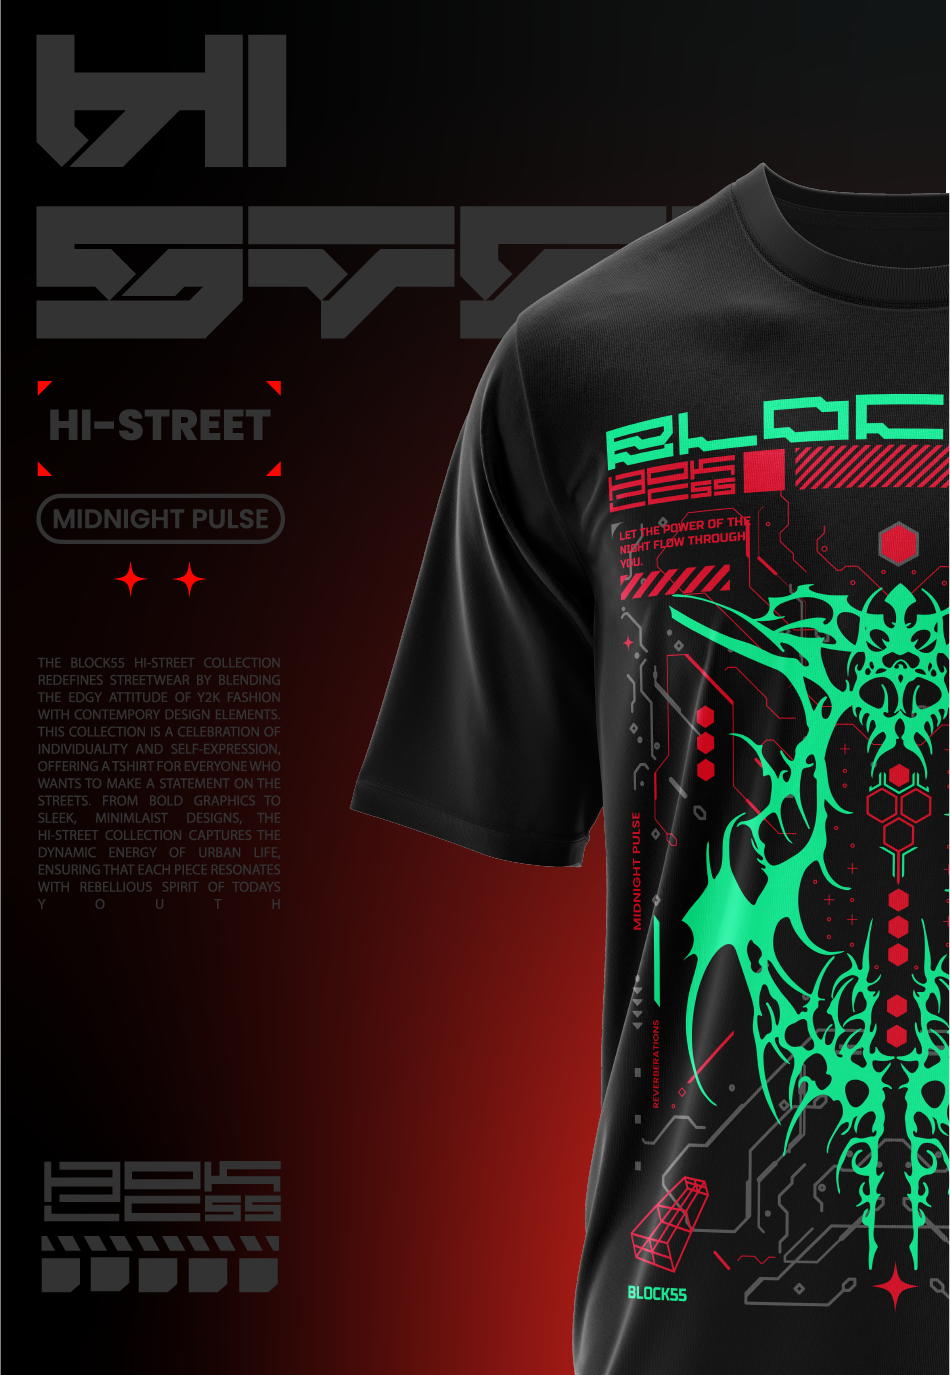 HI
STR
HI-STREET
MIDNIGHT PULSE
THE BLOCK55 HI-STREET COLLECTION
REDEFINES STREETWEAR BY BLENDING
THE EDGY ATTITUDE OF Y2K FASHION
WITH CONTEMPORY DESIGN ELEMENTS.
THIS COLLECTION IS A CELEBRATION OF
INDIVIDUALITY AND SELF-EXPRESSION,
OFFERING A TSHIRT FOR EVERYONE WHO
WANTS TO MAKE A STATEMENT ON THE
STREETS. FROM BOLD GRAPHICS TO
SLEEK, MINIMLAIST DESIGNS, THE
HI-STREET COLLECTION CAPTURES THE
DYNAMIC ENERGY OF URBAN LIFE,
ENSURING THAT EACH PIECE RESONATES
WITH REBELLIOUS SPIRIT OF TODAYS
Y O U T H
BLOC
LET THE POWER OF THE
NIGHT FLOW THROUGH
YOU.
MIDNIGHT PULSE
REVERBERATIONS
BLOCK55